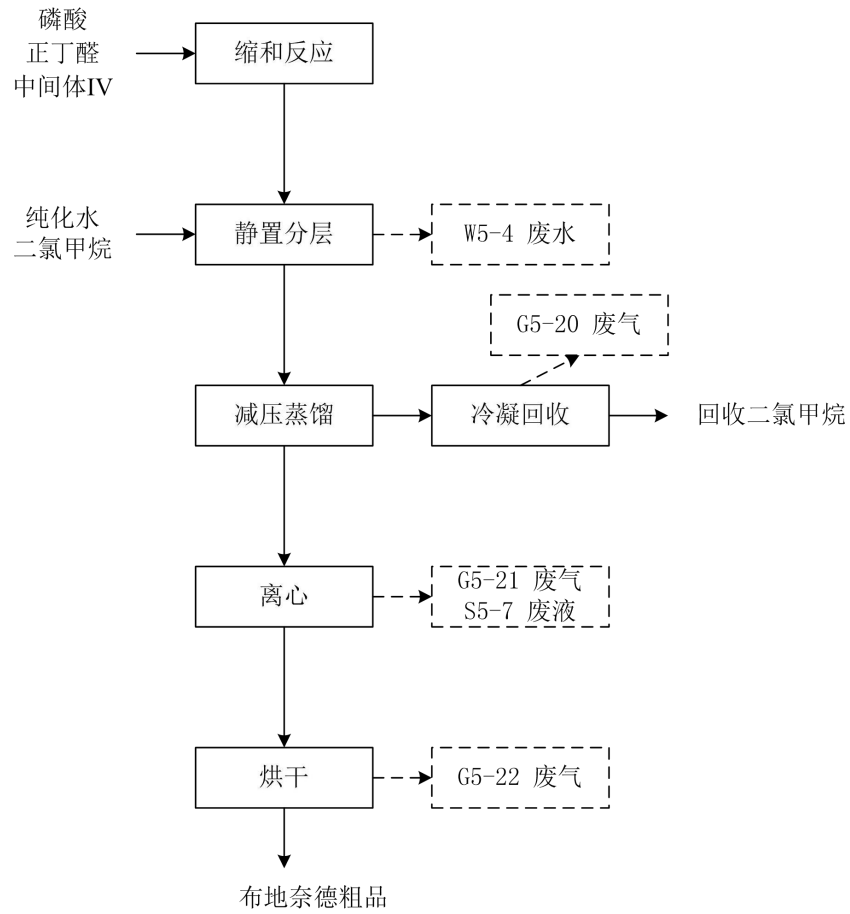 磷酸
正丁醛
中间体IV
缩和反应
纯化水
二氯甲烷
静置分层
W5-4 废水
G5-20 废气
减压蒸馏
冷凝回收
回收二氯甲烷
离心
G5-21 废气
S5-7 废液
烘干
G5-22 废气
布地奈德粗品